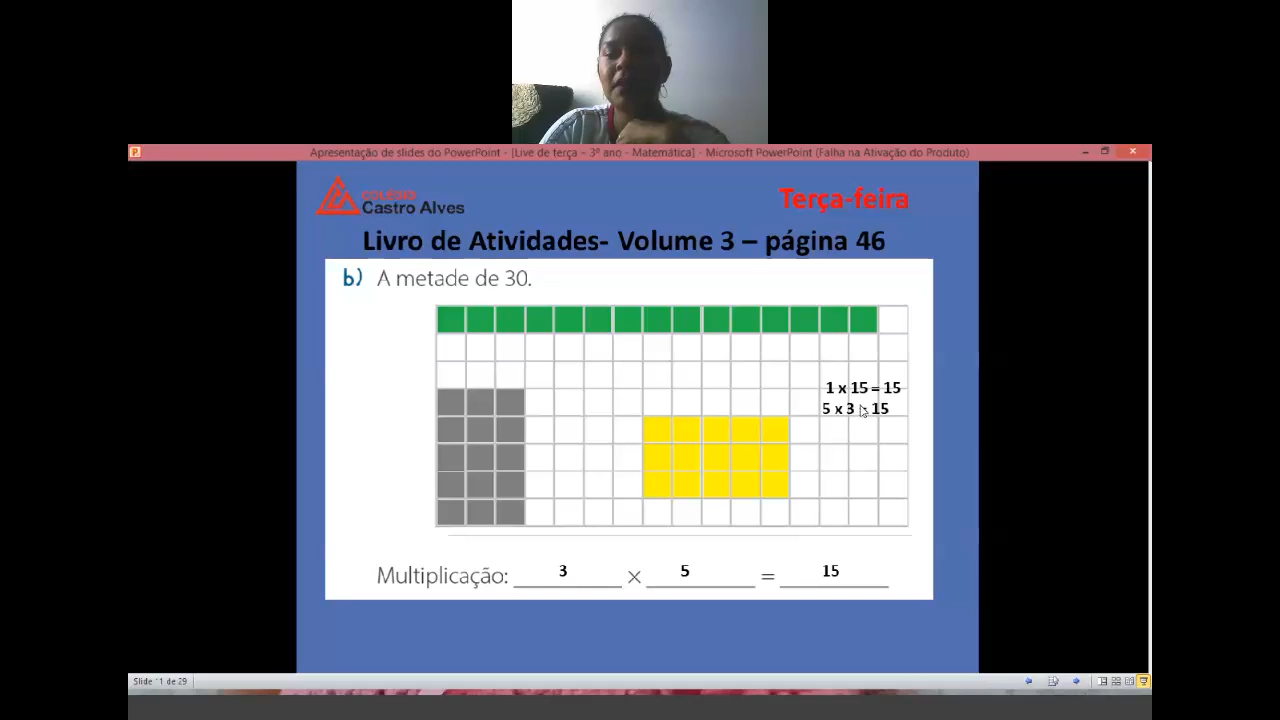 Apresentação de slides do PowerPoint - [Live de terça – 3º ano - Matemática] - Microsoft PowerPoint (Falha na Ativação do Produto)
COLÉGIO
Castro Alves
Terça-feira
Livro de Atividades- Volume 3 – página 46
b) A metade de 30.
1 x 15 = 15
5 x 3 = 15
Multiplicação: 3 × 5 = 15
Slide 11 de 29